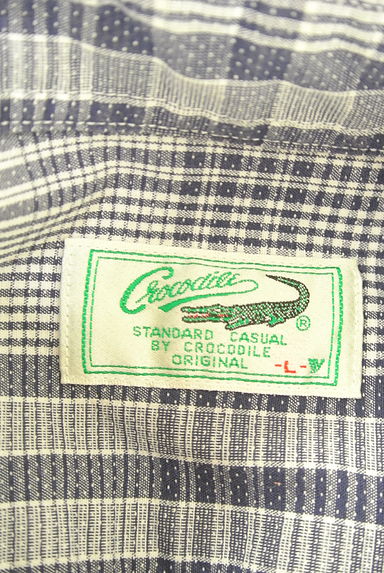 Crocodile
®
STANDARD CASUAL
BY CROCODILE
ORIGINAL
-L-